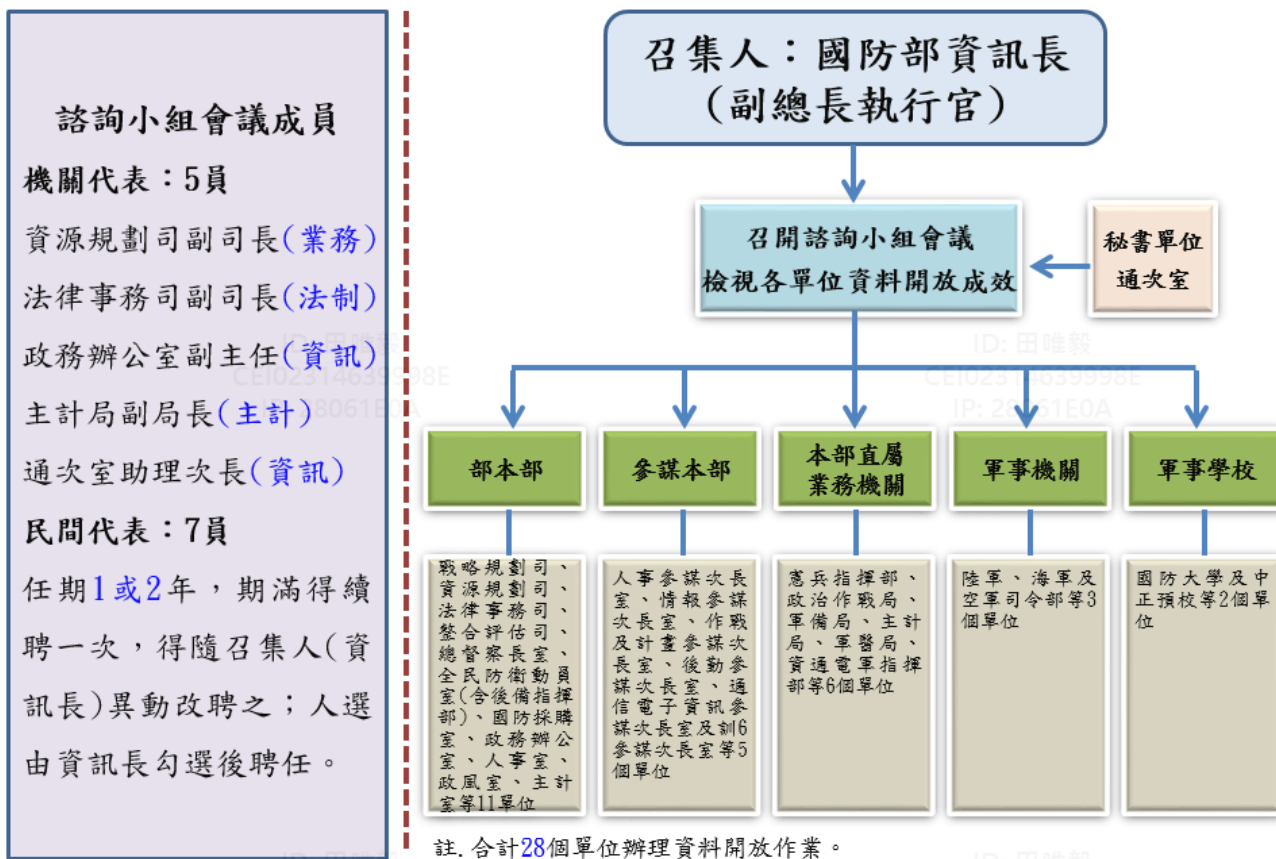 諮詢小組會議成員
機關代表：5員
資源規劃司副司長(業務)
法律事務司副司長(法制)
政務辦公室副主任(資訊)
主計局副局長(主計)
通次室助理次長(資訊)
民間代表：7員
任期1或2年，期滿得續
聘一次，得隨召集人(資
訊長)異動改聘之；人選
由資訊長勾選後聘任。
召集人：國防部資訊長
(副總長執行官)
召開諮詢小組會議
檢視各單位資料開放成效
秘書單位
通次室
部本部
參謀本部
本部直屬
業務機關
軍事機關
軍事學校
戰略規劃司、
資源規劃司、
法律事務司、
整合評估司、
總督察長室、
全民防衛動員
室(含後備指揮
部)、國防採購
室、政務辦公
室、人事室、
政風室、主計
室等11單位
人事參謀次長
室、情報參謀
次長室、作戰
及計畫參謀次
長室、後勤參
謀次長室、通
信電子資訊參
謀次長室及訓6
參謀次長室等5
個單位
憲兵指揮部、
政治作戰局、
軍備局、主計
局、軍醫局、
資通電軍指揮
部等6個單位
陸軍、海軍及
空軍司令部等3
個單位
國防大學及中
正預校等2個單
位
註.合計28個單位辦理資料開放作業。
ID: 田唯毅
CEI02314639998E
IP: 28061E0A
ID: 田唯毅
CEI02314639998E
IP: 28061E0A